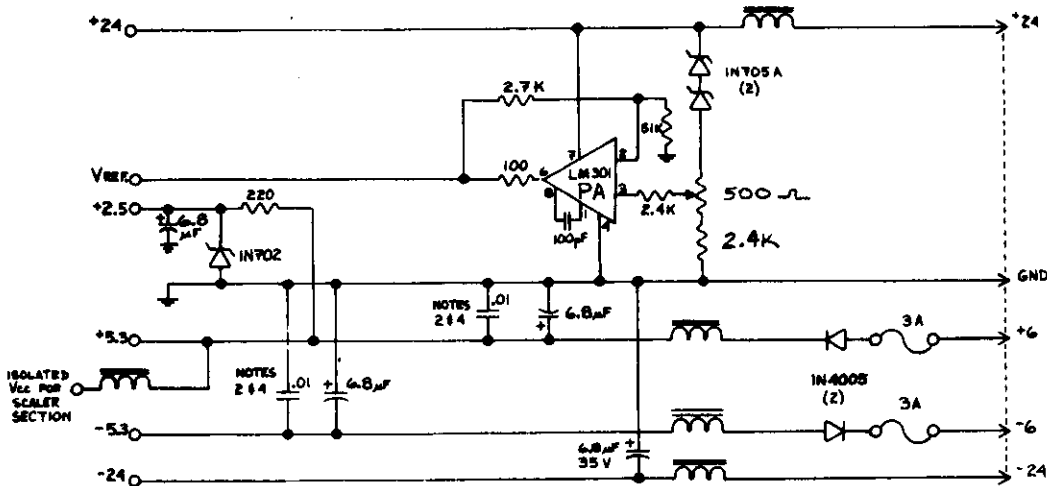 +24
+24
1N705A
(2)
2.7K
51K
7
2
LM301
PA
100
6
3
VREF.
8
1
4
2.4K
500 Ω
+2.5
220
100pF
2.4K
+
6.8
µF
1N702
GND
NOTES
2 & 4
.01
6.8µF
+
+5.3
3A
+6
ISOLATED
VCC FOR
SCALER
SECTION
NOTES
2 & 4
.01
+
6.8µF
1N4005
(2)
3A
-5.3
-6
6.8µF
35 V
+
-24
-24